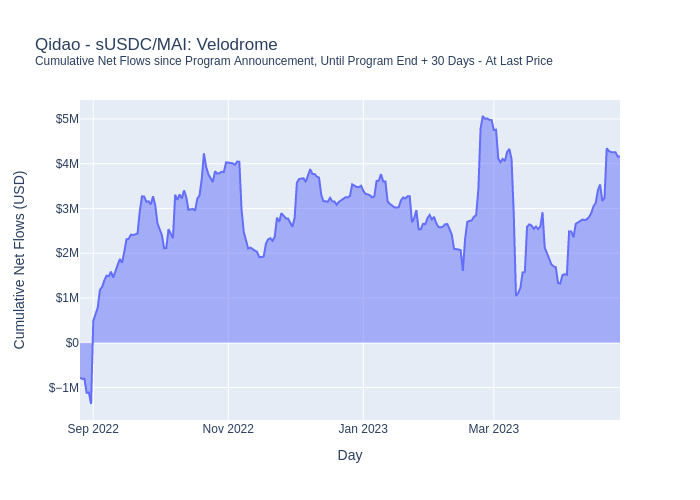 Qidao - sUSDC/MAI: Velodrome
Cumulative Net Flows since Program Announcement, Until Program End + 30 Days - At Last Price
Cumulative Net Flows (USD)
$5M
$4M
$3M
$2M
$1M
$0
$−1M
Sep 2022
Nov 2022
Jan 2023
Mar 2023
Day